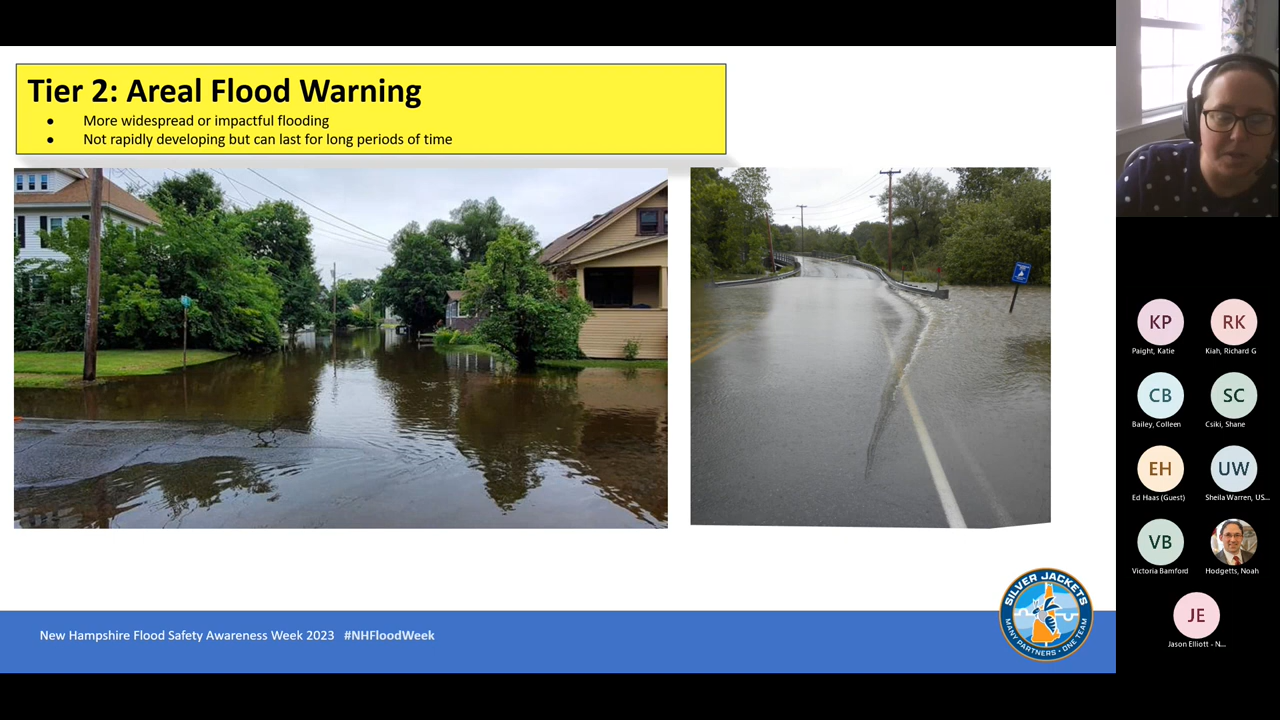 Tier 2: Areal Flood Warning
● More widespread or impactful flooding
● Not rapidly developing but can last for long periods of time
KP
Paight, Katie
RK
Kiah, Richard G
CB
Bailey, Colleen
SC
Csiki, Shane
EH
Ed Haas (Guest)
UW
Sheila Warren, US...
VB
Victoria Bamford
Hodgetts, Noah
JE
Jason Elliott - N...
SILVER JACKETS
MANY PARTNERS • ONE TEAM
New Hampshire Flood Safety Awareness Week 2023 #NHFloodWeek